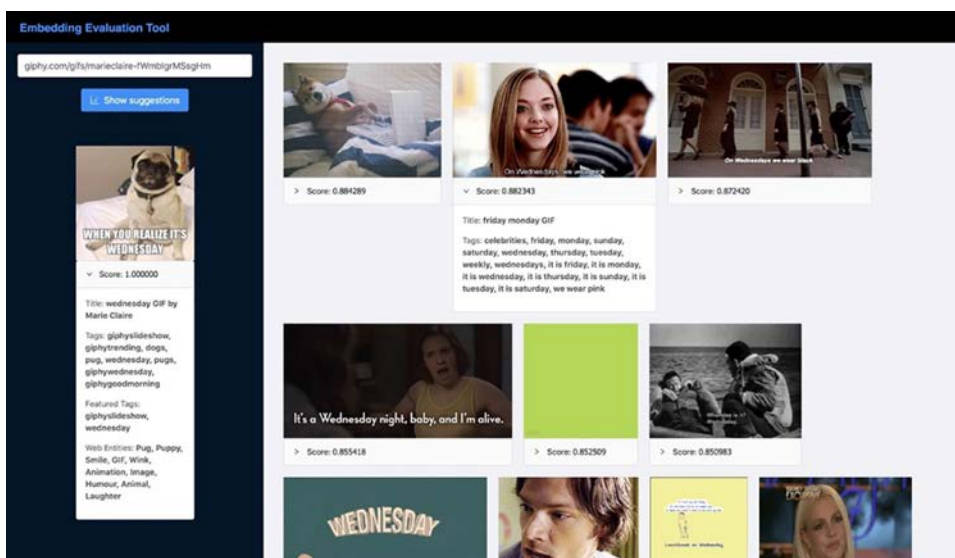 Embedding Evaluation Tool
giphy.com/gifs/marieclaire-fWmblgrMSsgHm
Show suggestions
WHEN YOU REALIZE IT'S
WEDNESDAY
Score: 1.000000
Title: wednesday GIF by
Marie Claire
Tags: giphyslideshow,
giphytrending, dogs,
pug, wednesday, pugs,
giphywednesday,
giphygoodmorning
Featured Tags:
giphyslideshow,
wednesday
Web Entities: Pug, Puppy,
Smile, GIF, Wink,
Animation, Image,
Humour, Animal,
Laughter
Score: 0.884289
On Wednesdays we wear pink
Score: 0.882343
Title: friday monday GIF
Tags: celebrities, friday, monday, sunday,
saturday, wednesday, thursday, tuesday,
weekly, wednesdays, it is friday, it is monday,
it is wednesday, it is thursday, it is sunday, it is
tuesday, it is saturday, we wear pink
On Wednesdays we wear black
Score: 0.872420
It's a Wednesday night, baby, and I'm alive.
Score: 0.855418
Score: 0.852509
Score: 0.850983
WEDNESDAY
EXCLUSIVE